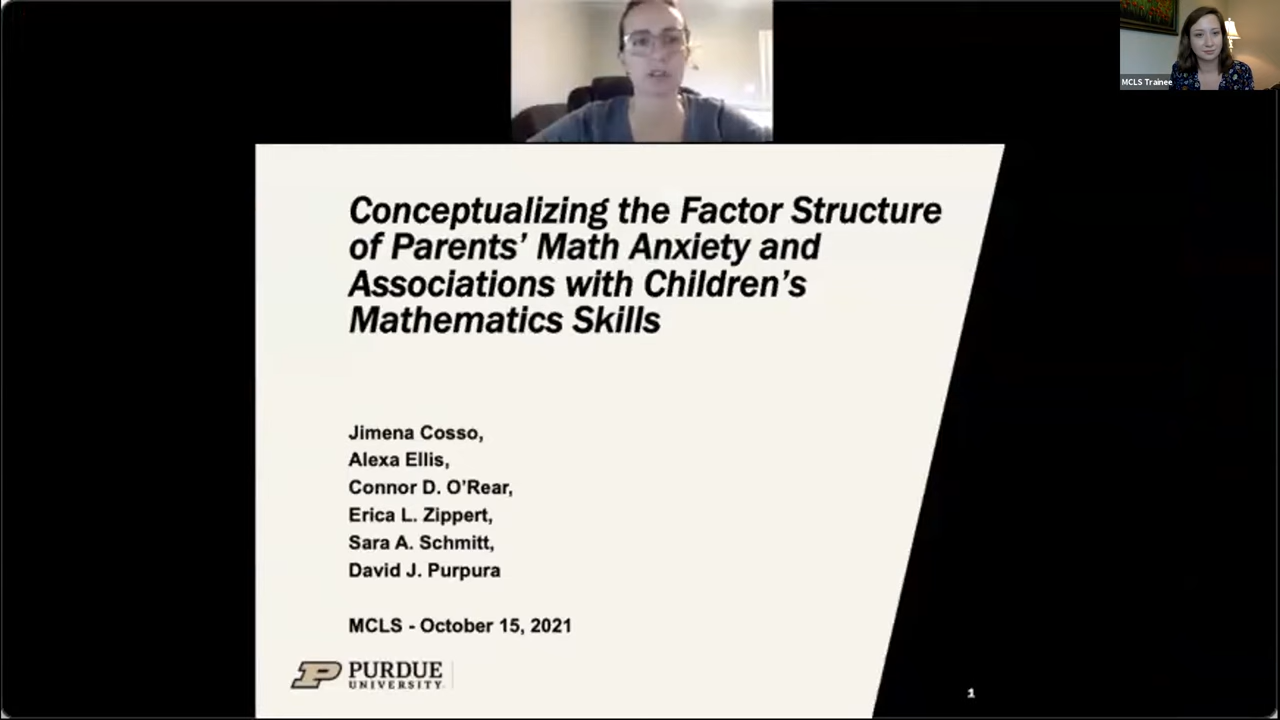 MCLS Trainee
Conceptualizing the Factor Structure
of Parents' Math Anxiety and
Associations with Children's
Mathematics Skills
Jimena Cosso,
Alexa Ellis,
Connor D. O'Rear,
Erica L. Zippert,
Sara A. Schmitt,
David J. Purpura
MCLS - October 15, 2021
P PURDUE
UNIVERSITY
1